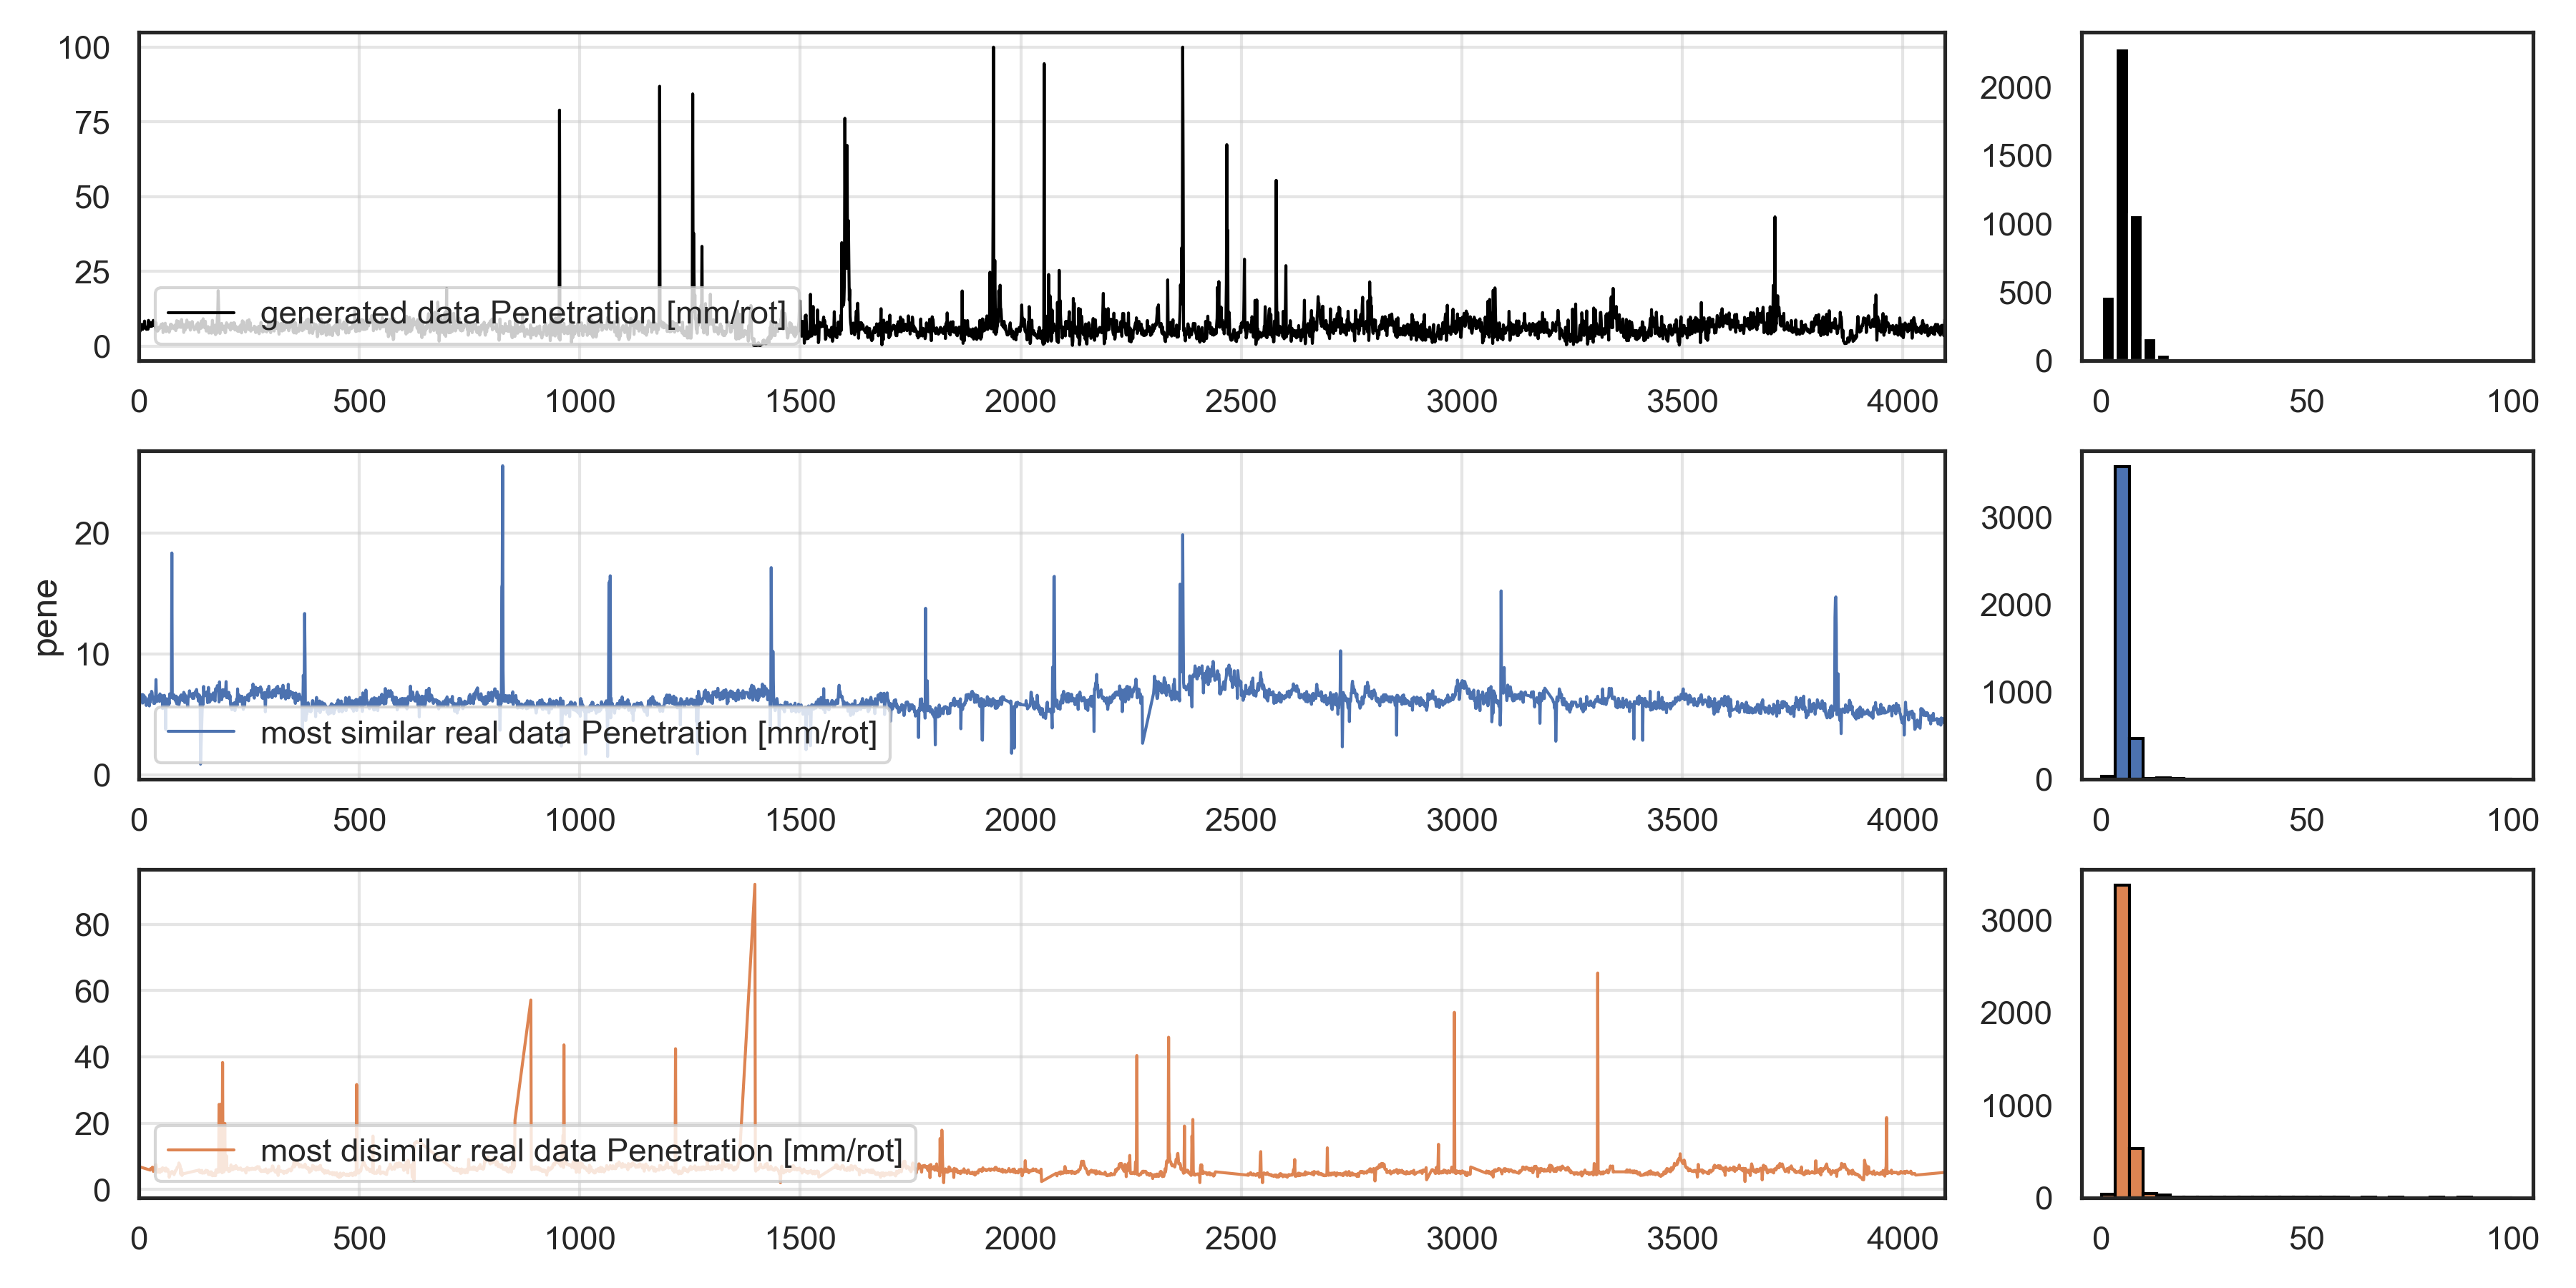 100
75
50
25
0
generated data Penetration [mm/rot]
0 500 1000 1500 2000 2500 3000 3500 4000
2000
1500
1000
500
0
0 50 100
pene
20
10
0
most similar real data Penetration [mm/rot]
0 500 1000 1500 2000 2500 3000 3500 4000
3000
2000
1000
0
0 50 100
80
60
40
20
0
most disimilar real data Penetration [mm/rot]
0 500 1000 1500 2000 2500 3000 3500 4000
3000
2000
1000
0
0 50 100